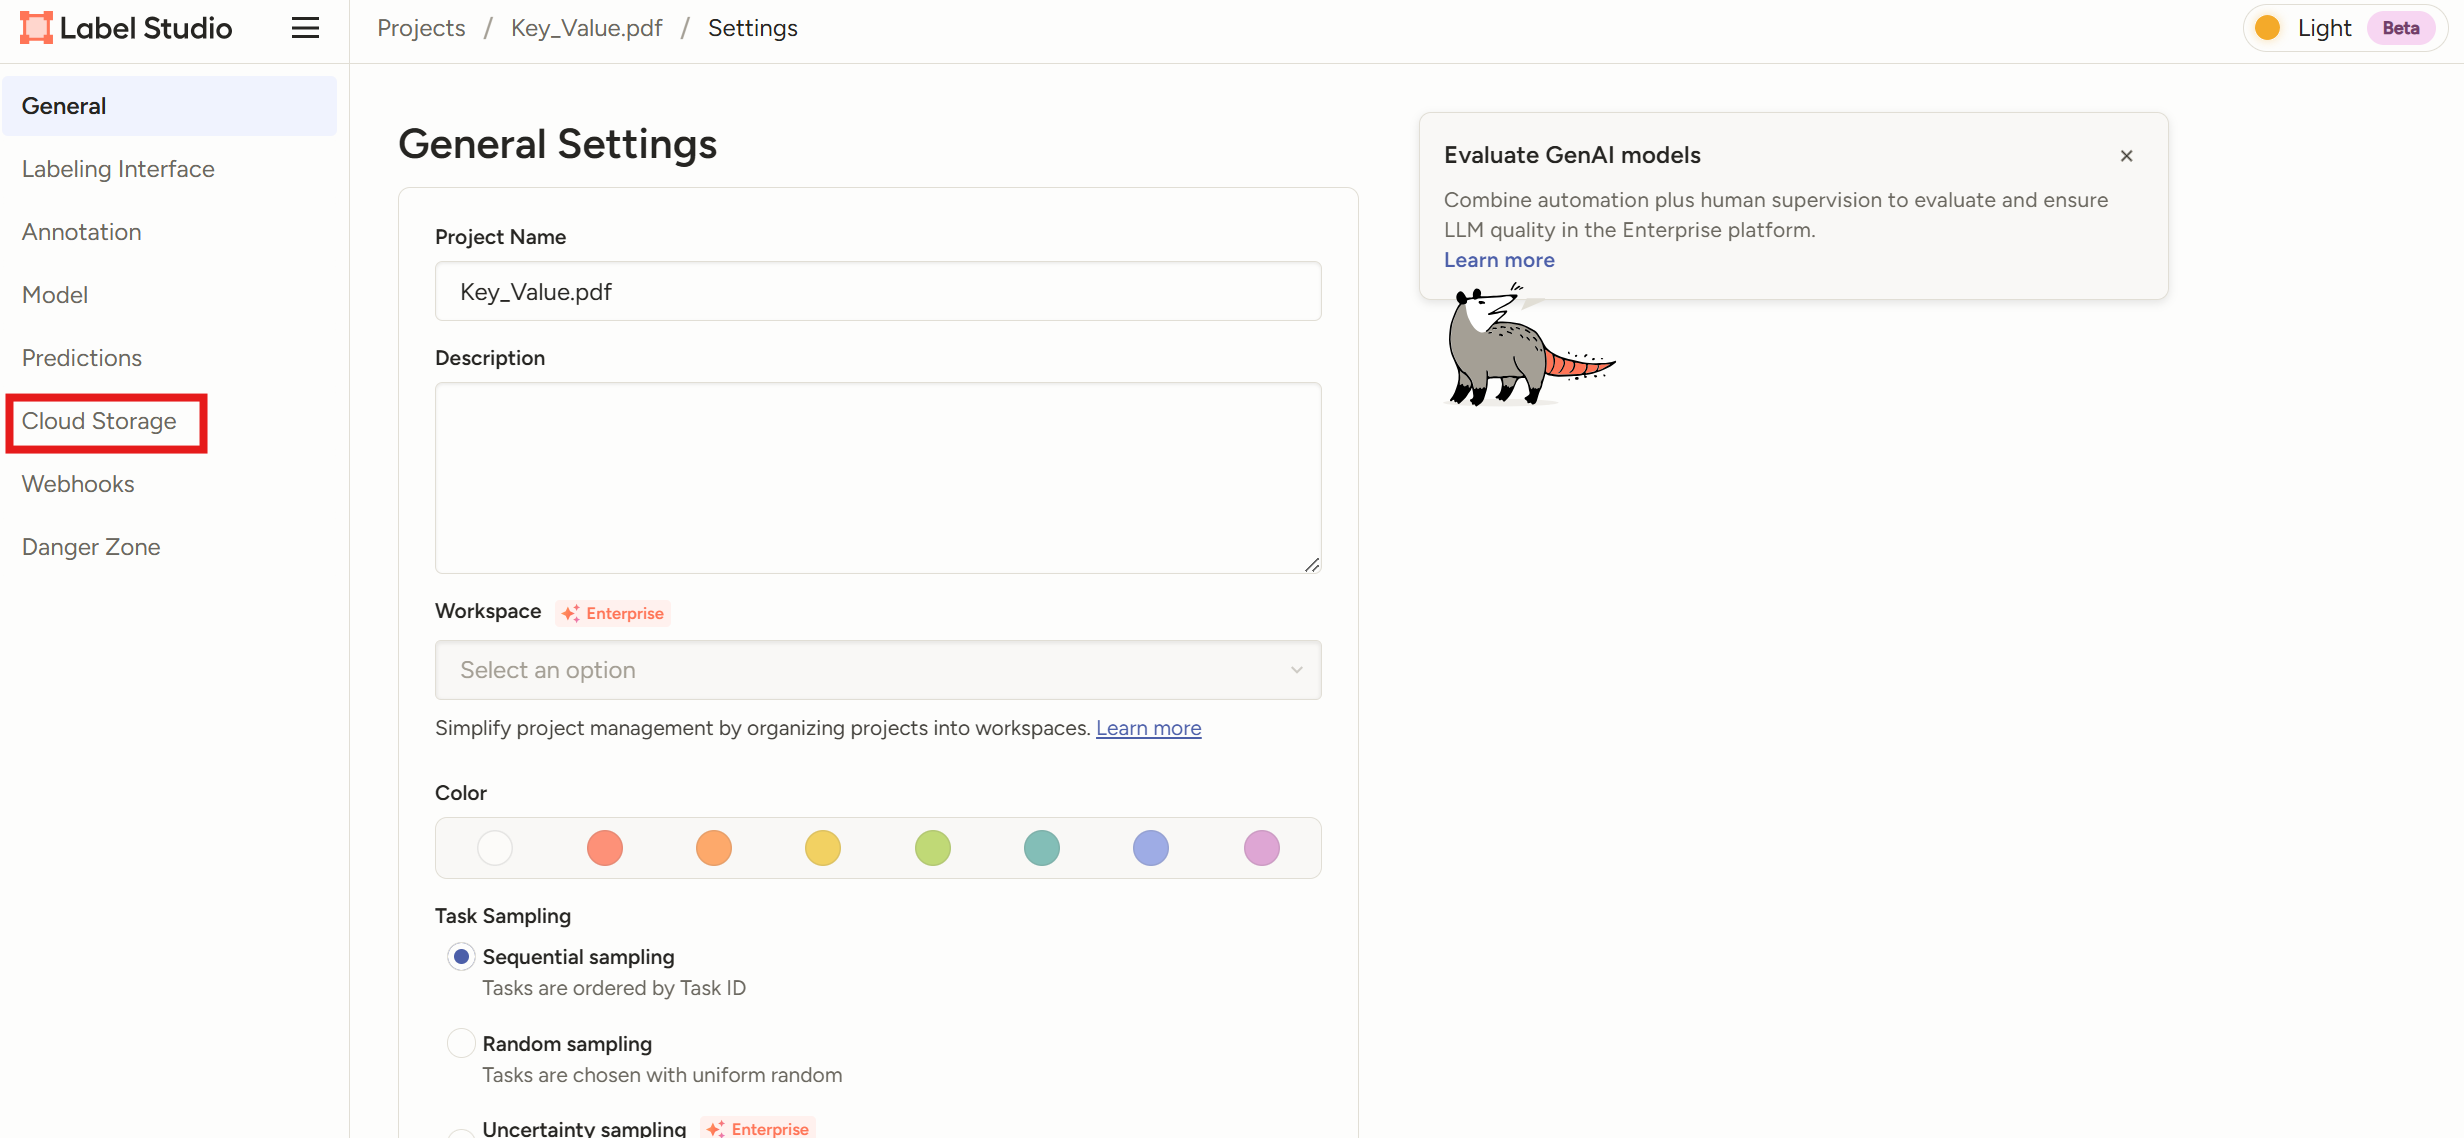 Label Studio
Projects / Key_Value.pdf / Settings
Light Beta
General
Labeling Interface
Annotation
Model
Predictions
Cloud Storage
Webhooks
Danger Zone
General Settings
Project Name
Key_Value.pdf
Description
Workspace Enterprise
Select an option
Simplify project management by organizing projects into workspaces. Learn more
Color
Task Sampling
Sequential sampling
Tasks are ordered by Task ID
Random sampling
Tasks are chosen with uniform random
Uncertainty sampling Enterprise
Evaluate GenAI models
Combine automation plus human supervision to evaluate and ensure
LLM quality in the Enterprise platform.
Learn more